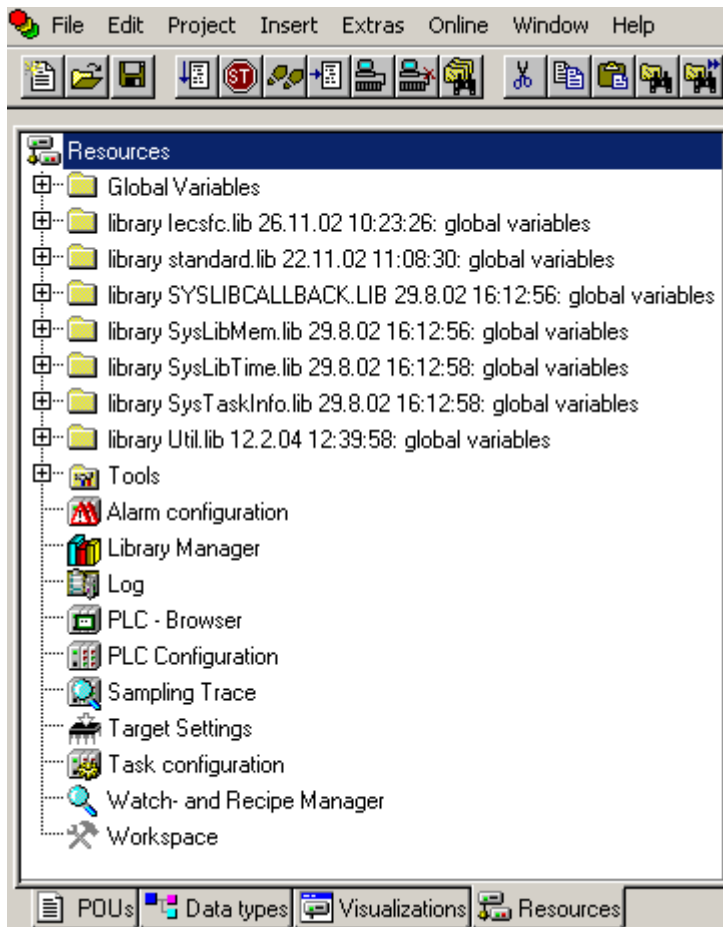 File Edit Project Insert Extras Online Window Help
ST
Resources
Global Variables
library Iecsfc.lib 26.11.02 10:23:26: global variables
library standard.lib 22.11.02 11:08:30: global variables
library SYSLIBCALLBACK.LIB 29.8.02 16:12:56: global variables
library SysLibMem.lib 29.8.02 16:12:56: global variables
library SysLibTime.lib 29.8.02 16:12:58: global variables
library SysTaskInfo.lib 29.8.02 16:12:58: global variables
library Util.lib 12.2.04 12:39:58: global variables
Tools
Alarm configuration
Library Manager
Log
PLC - Browser
PLC Configuration
Sampling Trace
Target Settings
Task configuration
Watch- and Recipe Manager
Workspace
POUs Data types Visualizations Resources